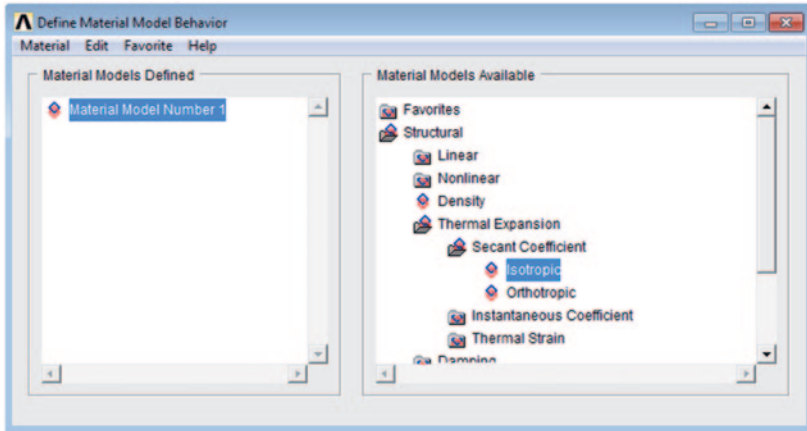 Define Material Model Behavior
Material Edit Favorite Help
Material Models Defined
Material Model Number 1
Material Models Available
Favorites
Structural
Linear
Nonlinear
Density
Thermal Expansion
Secant Coefficient
Isotropic
Orthotropic
Instantaneous Coefficient
Thermal Strain
Damping